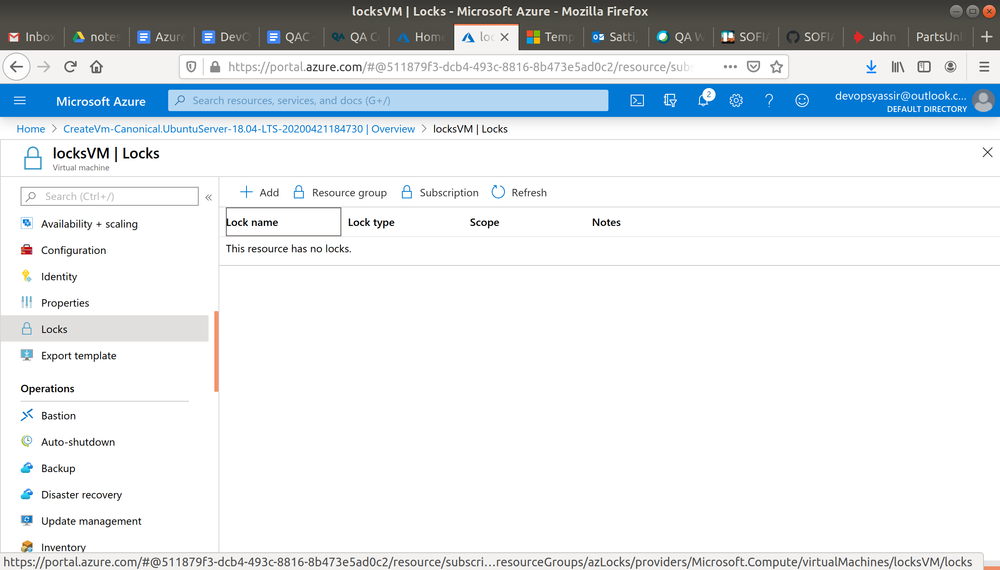 locksVM | Locks - Microsoft Azure - Mozilla Firefox
Inbox notes Azure DevO QAC - QA Co Home loc Temp Satti, QA W SOFIA SOFIA John PartsUnl
https://portal.azure.com/#@511879f3-dcb4-493c-8816-8b473e5ad0c2/resource/subs
Microsoft Azure
Search resources, services, and docs (G+/)
2
devopsyassir@outlook.c...
DEFAULT DIRECTORY
Home > CreateVm-Canonical.UbuntuServer-18.04-LTS-20200421184730 | Overview > locksVM | Locks
locksVM | Locks
Virtual machine
Search (Ctrl+/)
«
Availability + scaling
Configuration
Identity
Properties
Locks
Export template
Operations
Bastion
Auto-shutdown
Backup
Disaster recovery
Update management
Inventory
Add Resource group Subscription Refresh
Lock name Lock type Scope Notes
This resource has no locks.
https://portal.azure.com/#@511879f3-dcb4-493c-8816-8b473e5ad0c2/resource/subscri…resourceGroups/azLocks/providers/Microsoft.Compute/virtualMachines/locksVM/locks